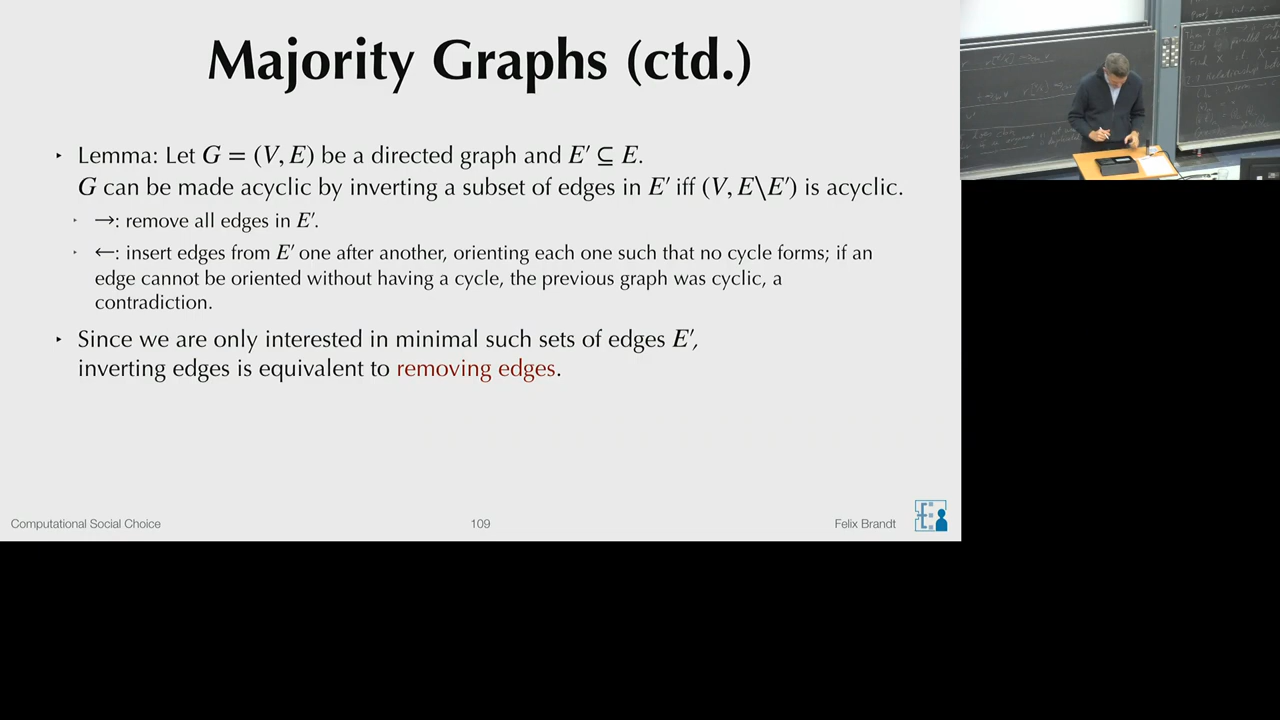 Majority Graphs (ctd.)
‣ Lemma: Let G = (V, E) be a directed graph and E′ ⊆ E.
G can be made acyclic by inverting a subset of edges in E′ iff (V, E\E′) is acyclic.
‣ →: remove all edges in E′.
‣ ←: insert edges from E′ one after another, orienting each one such that no cycle forms; if an
edge cannot be oriented without having a cycle, the previous graph was cyclic, a
contradiction.
‣ Since we are only interested in minimal such sets of edges E′,
inverting edges is equivalent to removing edges.
Computational Social Choice
109
Felix Brandt